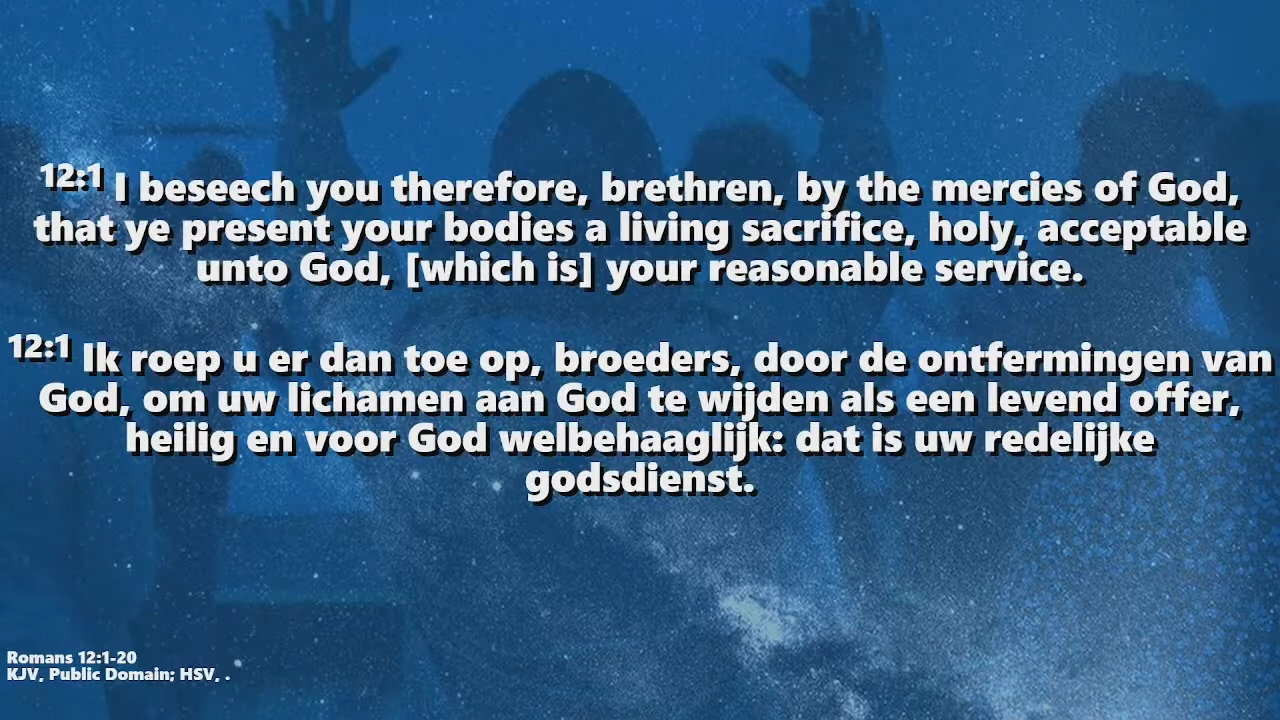 12:1 I beseech you therefore, brethren, by the mercies of God,
that ye present your bodies a living sacrifice, holy, acceptable
unto God, [which is] your reasonable service.
12:1 Ik roep u er dan toe op, broeders, door de ontfermingen van
God, om uw lichamen aan God te wijden als een levend offer,
heilig en voor God welbehaaglijk: dat is uw redelijke
godsdienst.
Romans 12:1-20
KJV, Public Domain; HSV, .